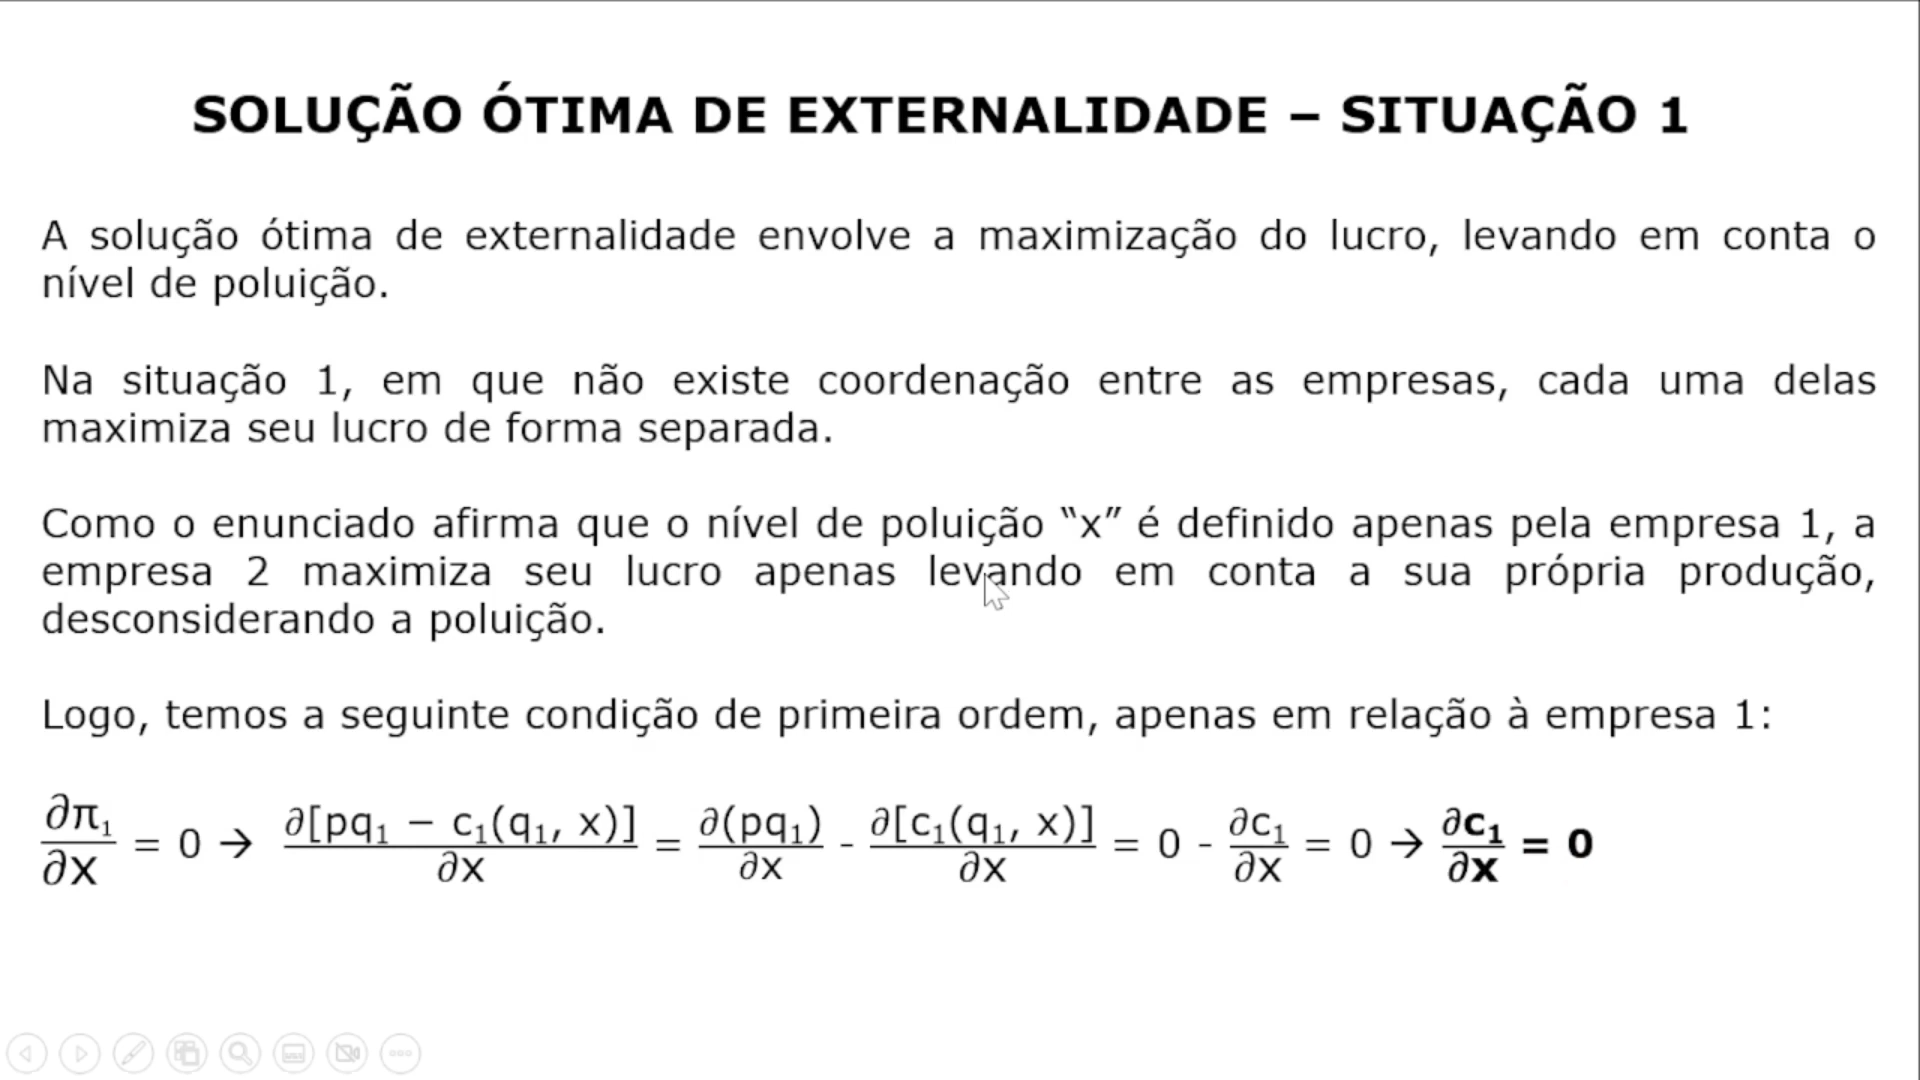 SOLUÇÃO ÓTIMA DE EXTERNALIDADE – SITUAÇÃO 1
A solução ótima de externalidade envolve a maximização do lucro, levando em conta o
nível de poluição.
Na situação 1, em que não existe coordenação entre as empresas, cada uma delas
maximiza seu lucro de forma separada.
Como o enunciado afirma que o nível de poluição “x” é definido apenas pela empresa 1, a
empresa 2 maximiza seu lucro apenas levando em conta a sua própria produção,
desconsiderando a poluição.
Logo, temos a seguinte condição de primeira ordem, apenas em relação à empresa 1:
∂π₁/∂x = 0 → ∂[pq₁ – c₁(q₁, x)]/∂x = ∂(pq₁)/∂x - ∂[c₁(q₁, x)]/∂x = 0 - ∂c₁/∂x = 0 → ∂c₁/∂x = 0